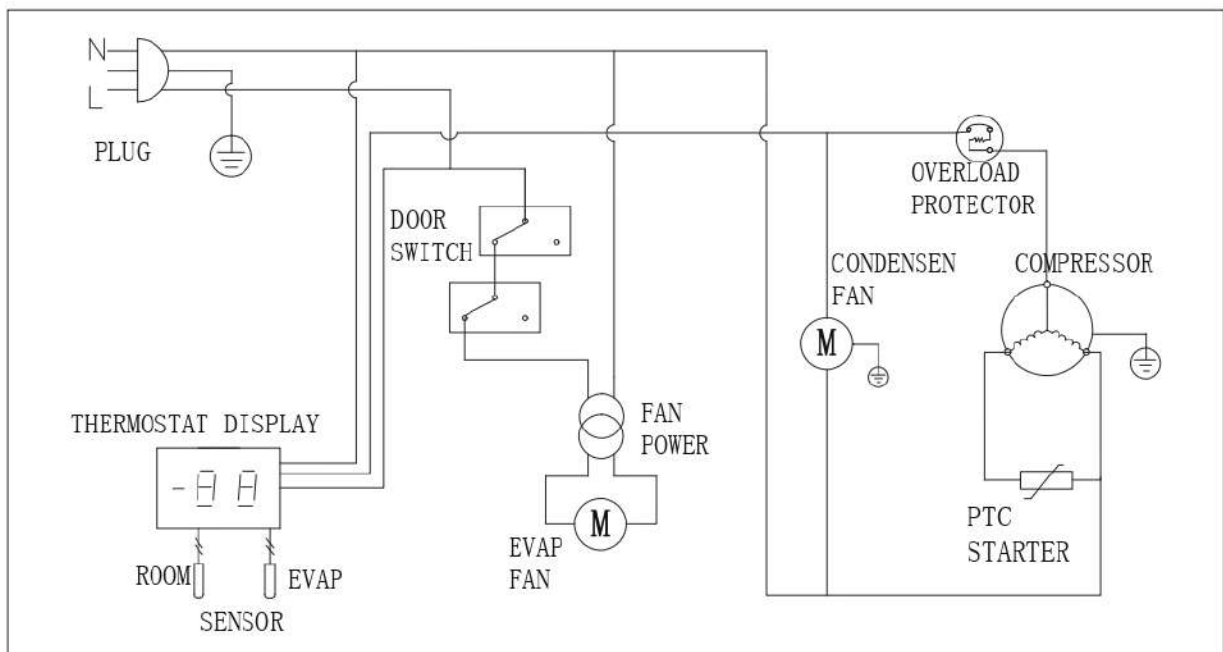 N
L
PLUG
DOOR
SWITCH
OVERLOAD
PROTECTOR
CONDENSEN
FAN
COMPRESSOR
M
FAN
POWER
THERMOSTAT DISPLAY
-88
M
EVAP
FAN
PTC
STARTER
ROOM
EVAP
SENSOR